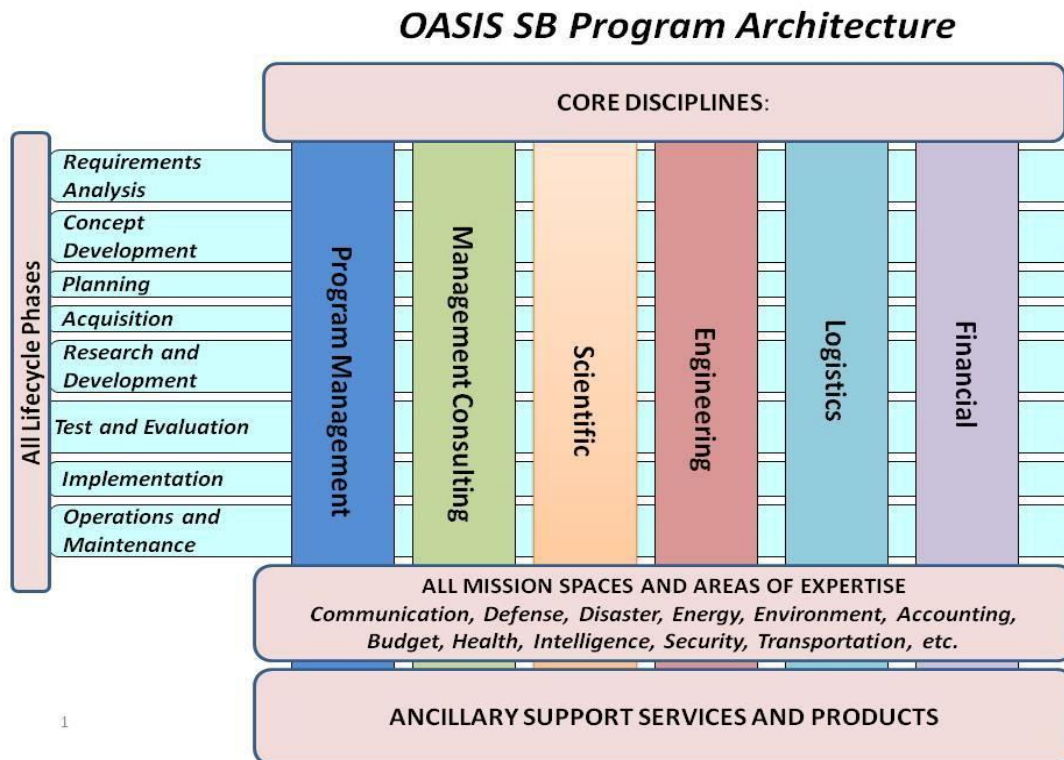 OASIS SB Program Architecture
CORE DISCIPLINES:
All Lifecycle Phases
Requirements
Analysis
Concept
Development
Planning
Acquisition
Research and
Development
Test and Evaluation
Implementation
Operations and
Maintenance
Program Management
Management Consulting
Scientific
Engineering
Logistics
Financial
ALL MISSION SPACES AND AREAS OF EXPERTISE
Communication, Defense, Disaster, Energy, Environment, Accounting,
Budget, Health, Intelligence, Security, Transportation, etc.
ANCILLARY SUPPORT SERVICES AND PRODUCTS
1